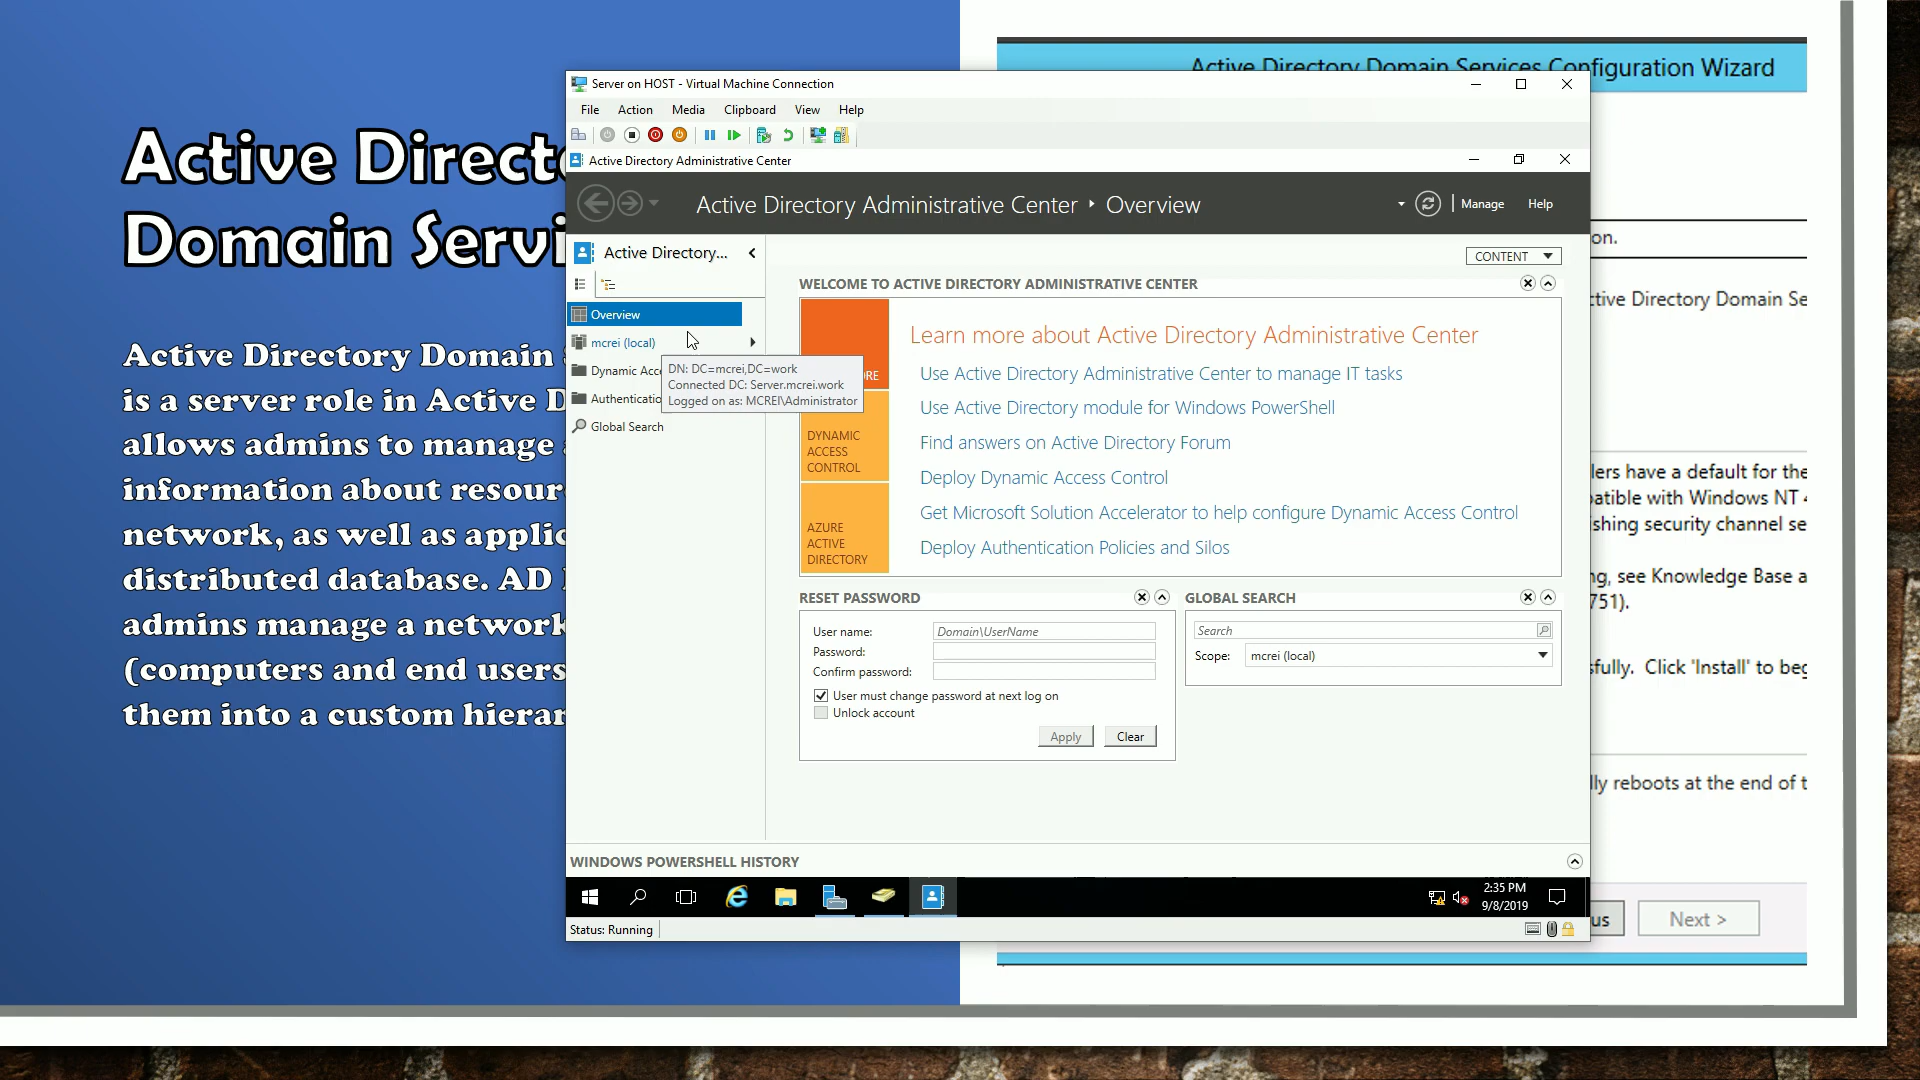 Active Directo
Domain Servi
Active Directory Domain
is a server role in Active D
allows admins to manage
information about resour
network, as well as applic
distributed database. AD
admins manage a network
(computers and end users
them into a custom hierar
Active Directory Domain Services Configuration Wizard
on.
ctive Directory Domain Se
lers have a default for the
patible with Windows NT 4
shing security channel se
ng, see Knowledge Base a
751).
sfully. Click 'Install' to beg
lly reboots at the end of t
us
Next >
Server on HOST - Virtual Machine Connection
File Action Media Clipboard View Help
Active Directory Administrative Center
Active Directory Administrative Center • Overview
Manage Help
Active Directory...
Overview
mcrei (local)
Dynamic Acce
Authenticatio
Global Search
DN: DC=mcrei,DC=work
Connected DC: Server.mcrei.work
Logged on as: MCREI\Administrator
CONTENT
WELCOME TO ACTIVE DIRECTORY ADMINISTRATIVE CENTER
RE
DYNAMIC
ACCESS
CONTROL
AZURE
ACTIVE
DIRECTORY
Learn more about Active Directory Administrative Center
Use Active Directory Administrative Center to manage IT tasks
Use Active Directory module for Windows PowerShell
Find answers on Active Directory Forum
Deploy Dynamic Access Control
Get Microsoft Solution Accelerator to help configure Dynamic Access Control
Deploy Authentication Policies and Silos
RESET PASSWORD
User name: Domain\UserName
Password:
Confirm password:
User must change password at next log on
Unlock account
Apply Clear
GLOBAL SEARCH
Search
Scope: mcrei (local)
WINDOWS POWERSHELL HISTORY
2:35 PM
9/8/2019
Status: Running